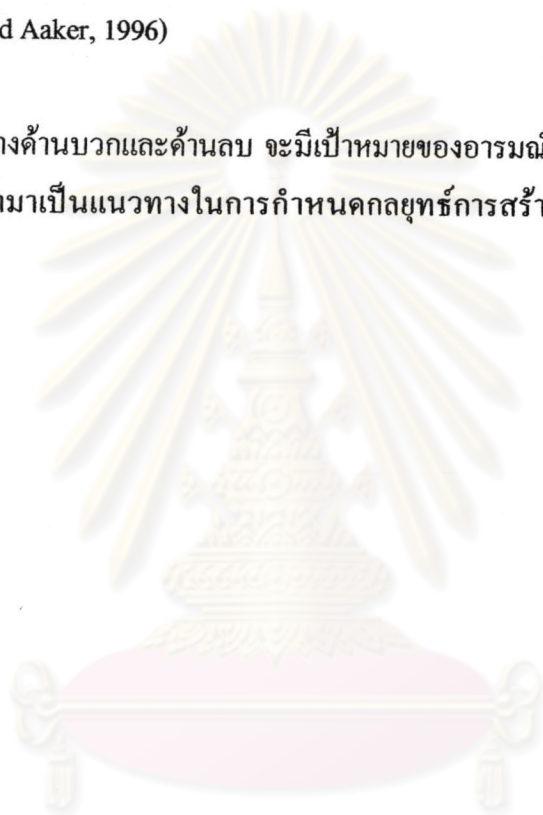 d Aaker, 1996)
างด้านบวกและด้านลบ จะมีเป้าหมายของอารมณ์
มาเป็นแนวทางในการกำหนดกลยุทธ์การสร้า